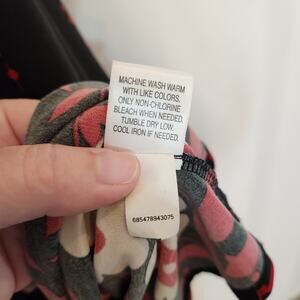 MACHINE WASH WARM
WITH LIKE COLORS.
ONLY NON-CHLORINE
BLEACH WHEN NEEDED.
TUMBLE DRY LOW.
COOL IRON IF NEEDED.
685478943075